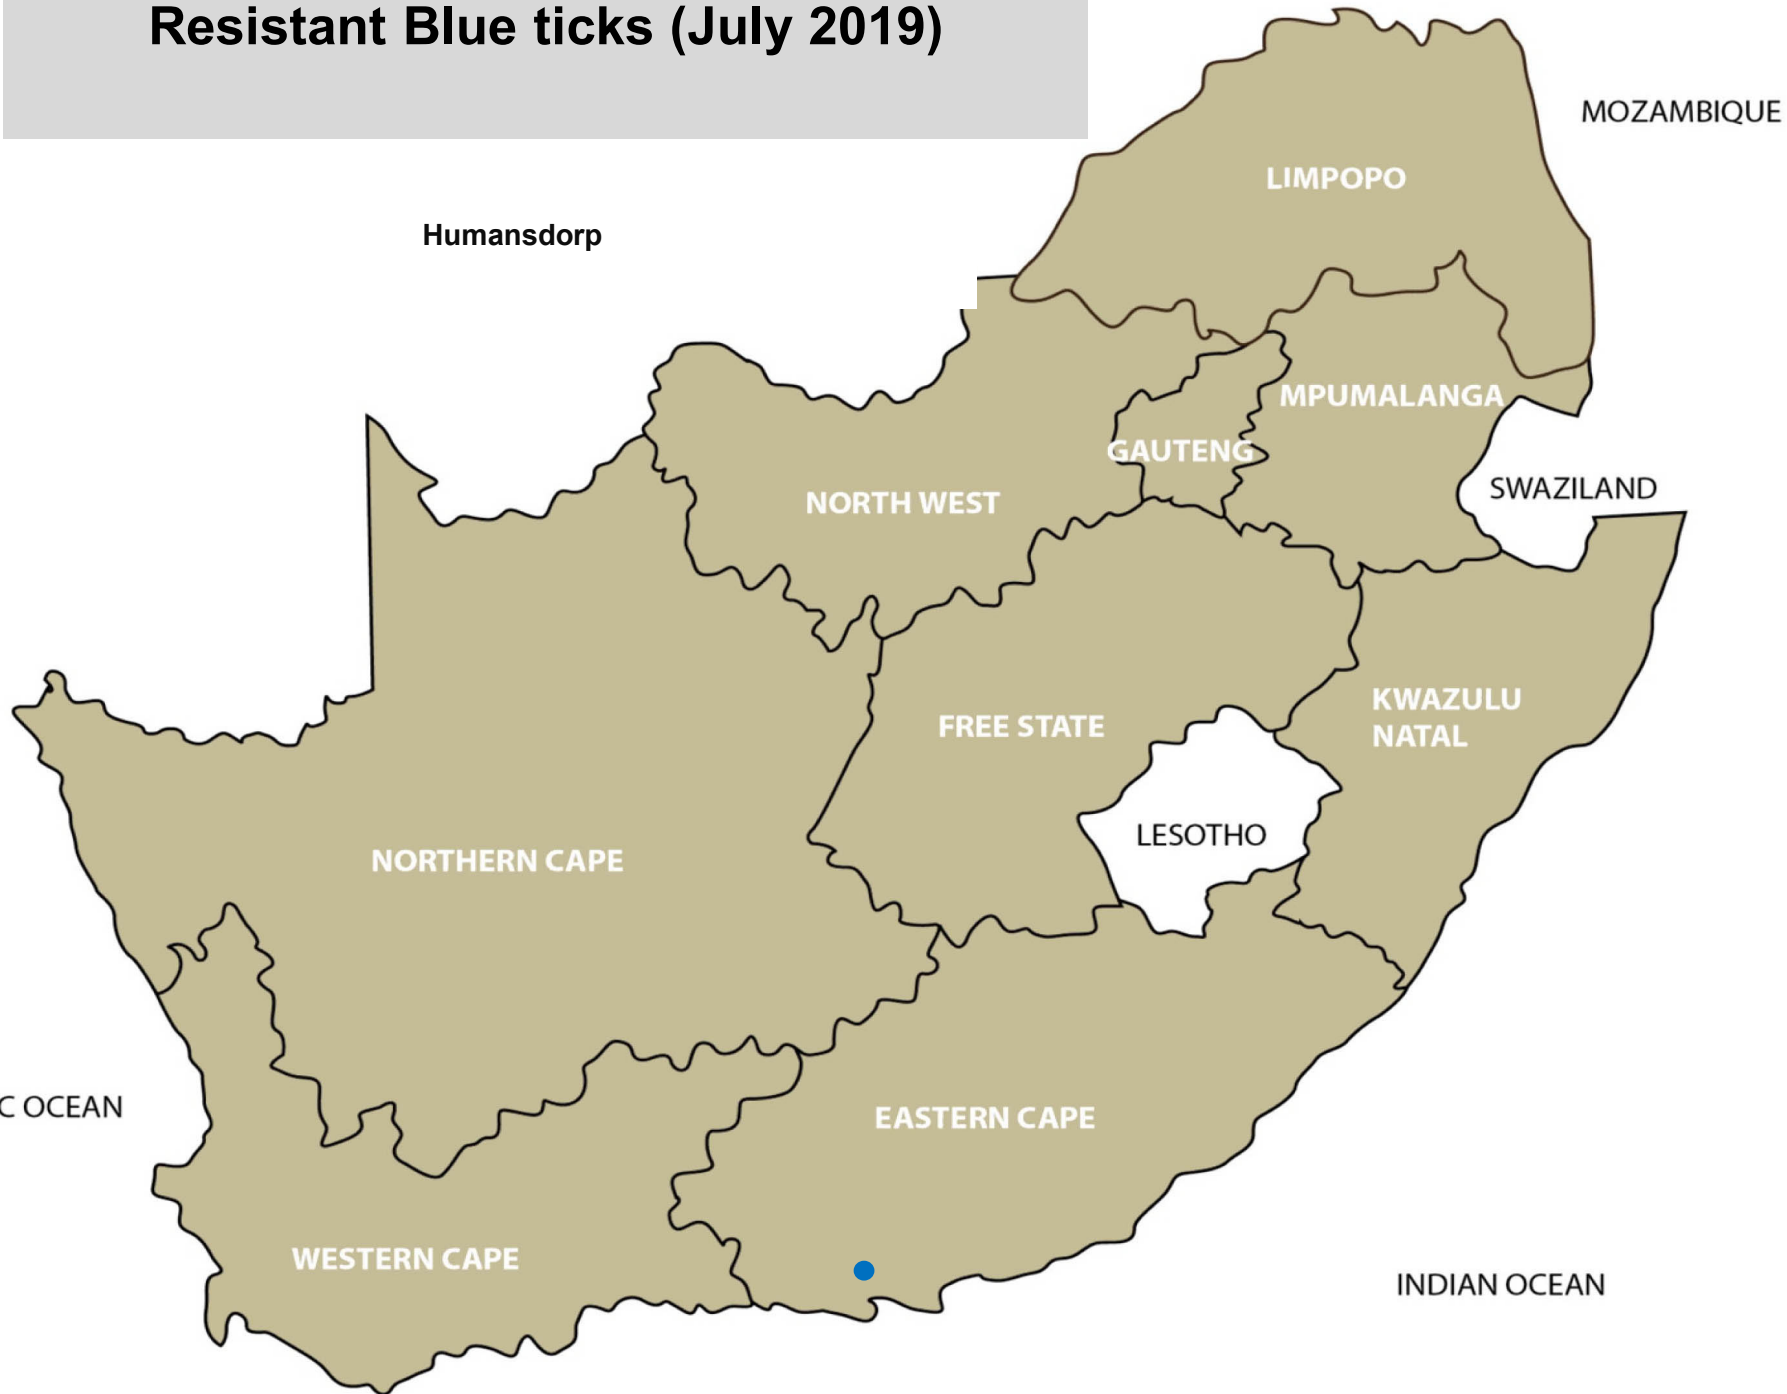 Resistant Blue ticks (July 2019)
MOZAMBIQUE
LIMPOPO
Humansdorp
MPUMALANGA
GAUTENG
SWAZILAND
NORTH WEST
KWAZULU
NATAL
FREE STATE
LESOTHO
NORTHERN CAPE
C OCEAN
EASTERN CAPE
WESTERN CAPE
INDIAN OCEAN